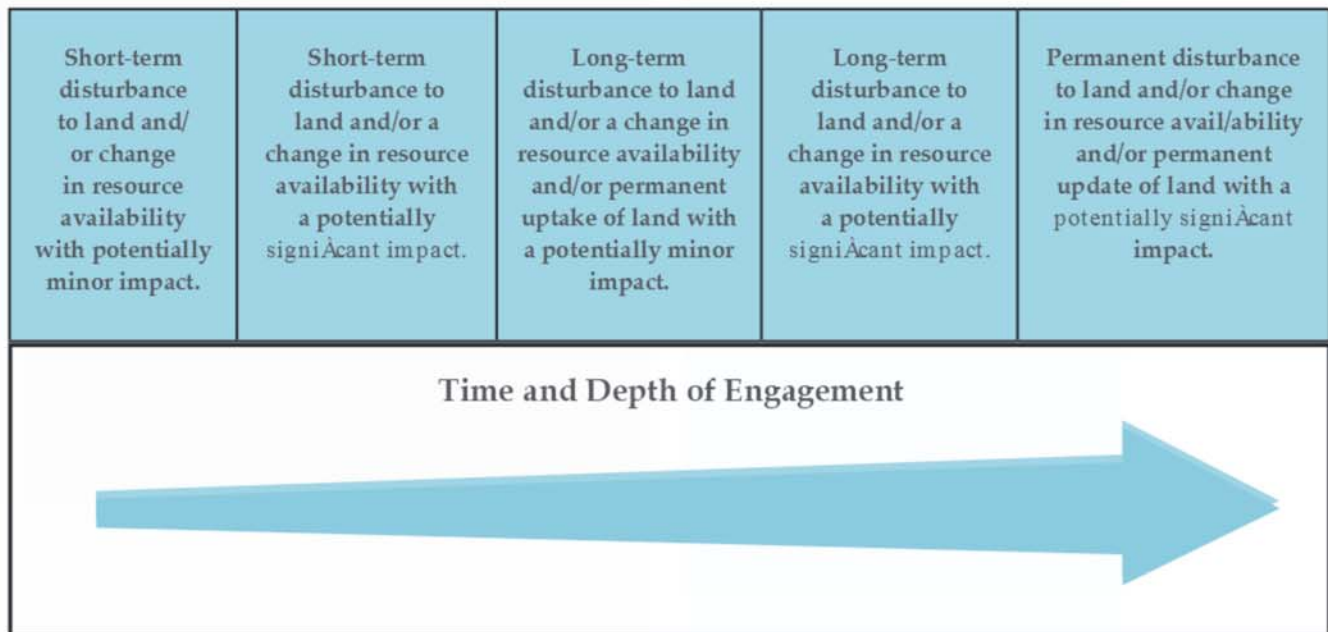 Short-term
disturbance
to land and/
or change
in resource
availability
with potentially
minor impact.
Short-term
disturbance to
land and/or a
change in resource
availability with
a potentially
signiÀcant impact.
Long-term
disturbance to land
and/or a change in
resource availability
and/or permanent
uptake of land with
a potentially minor
impact.
Long-term
disturbance to
land and/or a
change in resource
availability with
a potentially
signiÀcant impact.
Permanent disturbance
to land and/or change
in resource avail/ability
and/or permanent
update of land with a
potentially signiÀcant
impact.
Time and Depth of Engagement